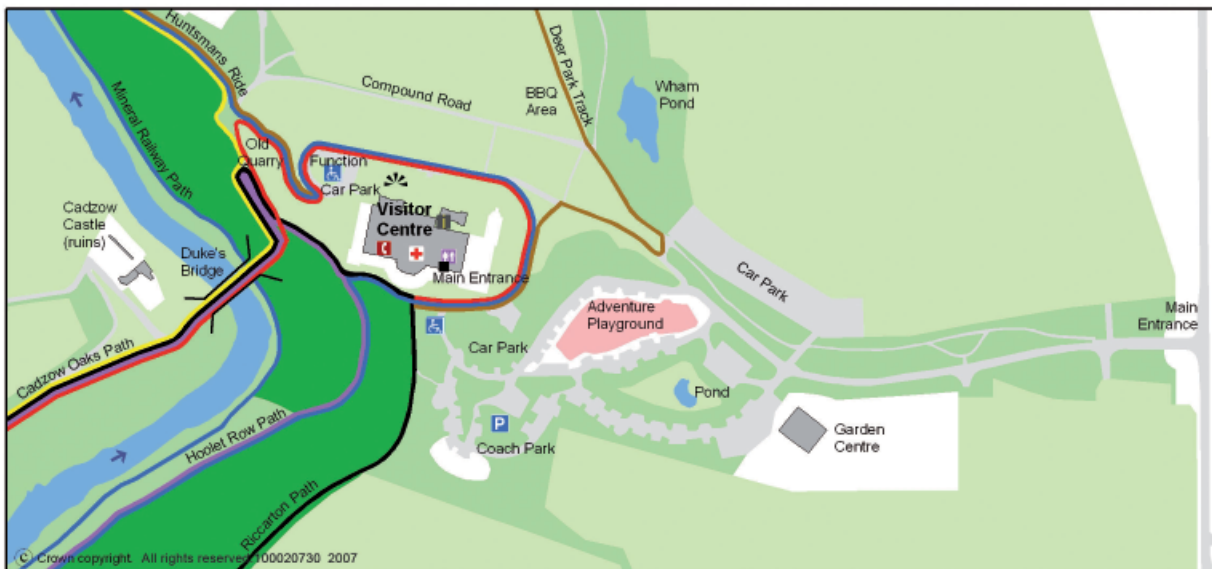 Huntsmans Ride
Mineral Railway Path
Compound Road
Deer Park Track
BBQ
Area
Wham
Pond
Old
Quarry
Function
Car Park
Visitor
Centre
i
Main Entrance
Cadzow
Castle
(ruins)
Duke's
Bridge
Car Park
Main
Entrance
Adventure
Playground
Car Park
Cadzow Oaks Path
Pond
P
Coach Park
Garden
Centre
Hoolet Row Path
Riccarton Path
© Crown copyright. All rights reserved 100020730 2007